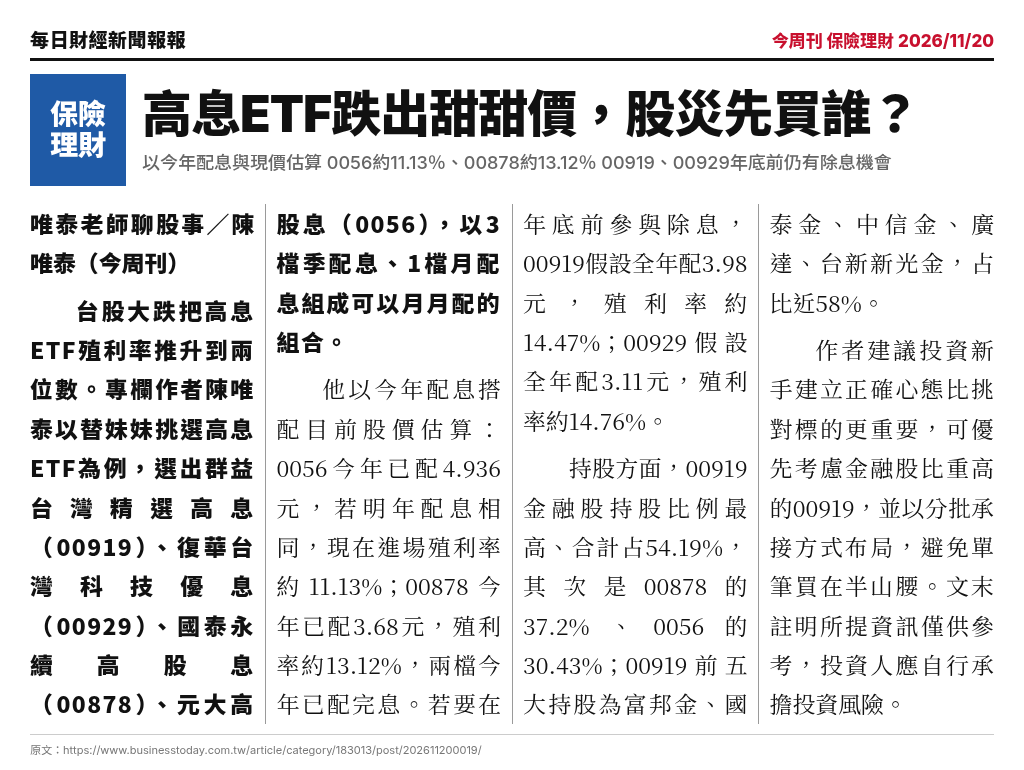 每日財經新聞報報
今周刊 保險理財 2026/11/20
保險
理財
高息ETF跌出甜甜價，股災先買誰？
以今年配息與現價估算 0056約11.13%、00878約13.12% 00919、00929年底前仍有除息機會
唯泰老師聊股事／陳
唯泰（今周刊）
台股大跌把高息
ETF殖利率推升到兩
位數。專欄作者陳唯
泰以替妹妹挑選高息
ETF為例，選出群益
台灣精選高息
（00919）、復華台
灣科技優息
（00929）、國泰永
續高股息
（00878）、元大高
股息（0056），以3
檔季配息、1檔月配
息組成可以月月配的
組合。
他以今年配息搭
配目前股價估算：
0056今年已配4.936
元，若明年配息相
同，現在進場殖利率
約11.13%；00878今
年已配3.68元，殖利
率約13.12%，兩檔今
年已配完息。若要在
年底前參與除息，
00919假設全年配3.98
元，殖利率約
14.47%；00929假設
全年配3.11元，殖利
率約14.76%。
持股方面，00919
金融股持股比例最
高、合計占54.19%，
其次是00878的
37.2%、0056的
30.43%；00919前五
大持股為富邦金、國
泰金、中信金、廣
達、台新新光金，占
比近58%。
作者建議投資新
手建立正確心態比挑
對標的更重要，可優
先考慮金融股比重高
的00919，並以分批承
接方式布局，避免單
筆買在半山腰。文末
註明所提資訊僅供參
考，投資人應自行承
擔投資風險。
原文：https://www.businesstoday.com.tw/article/category/183013/post/202611200019/